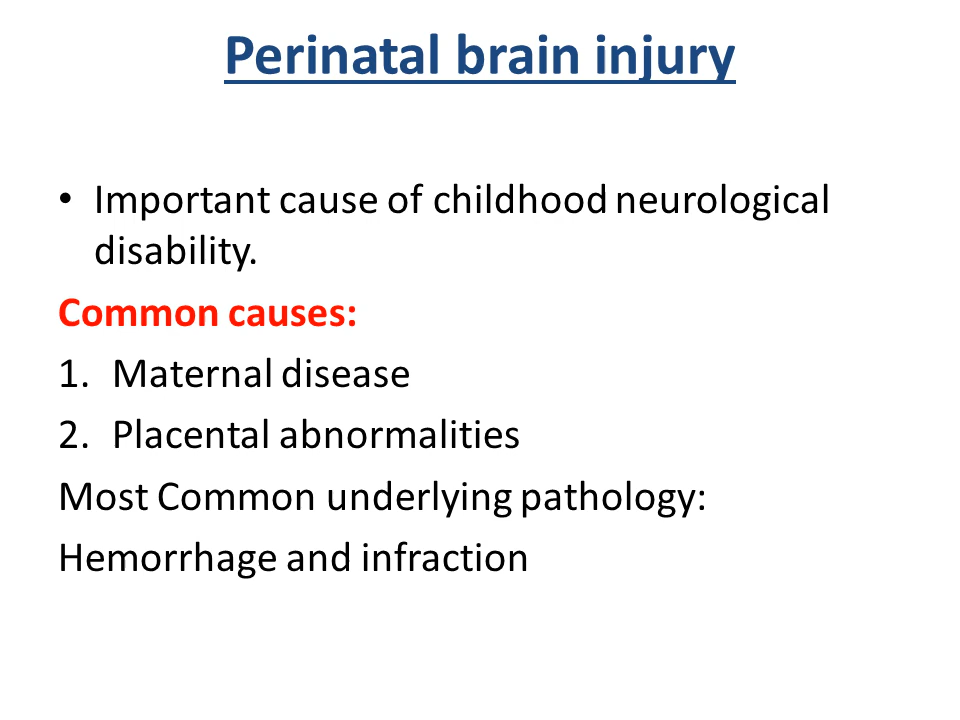 Perinatal brain injury
• Important cause of childhood neurological
disability.
Common causes:
1. Maternal disease
2. Placental abnormalities
Most Common underlying pathology:
Hemorrhage and infraction